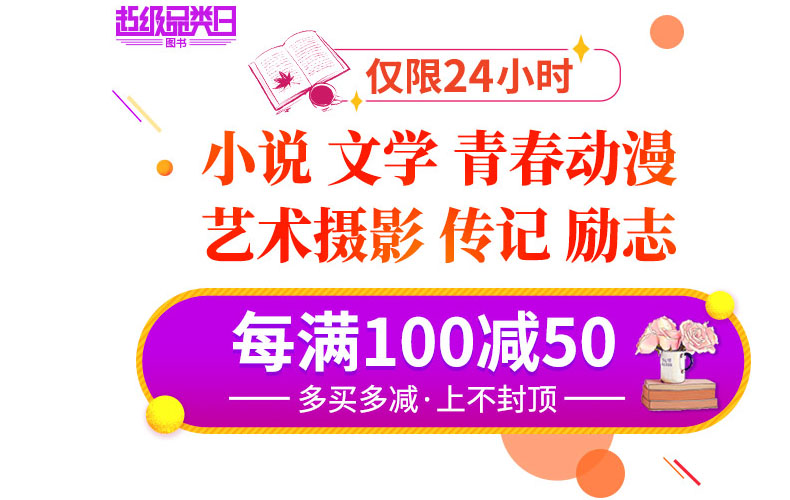 超级品类日
图书
仅限24小时
小说 文学 青春动漫
艺术摄影 传记 励志
每满100减50
多买多减·上不封顶